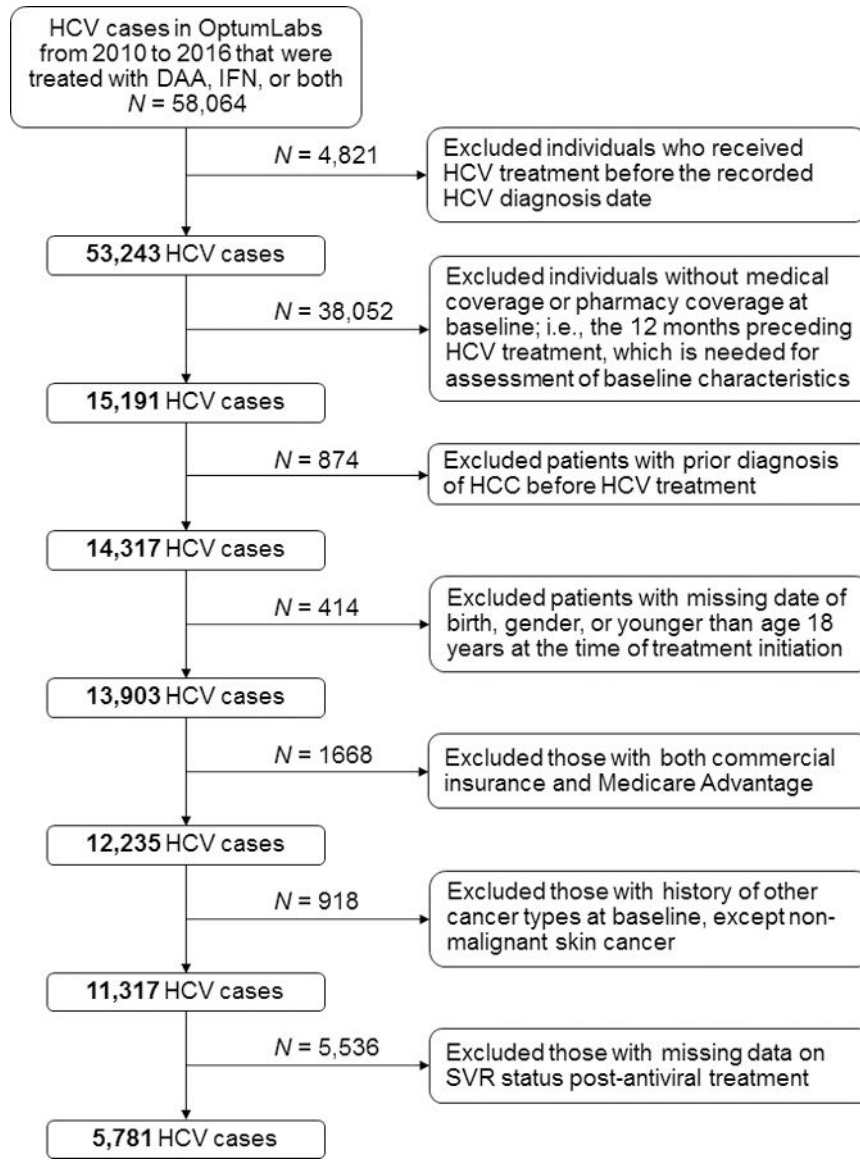 HCV cases in OptumLabs
from 2010 to 2016 that were
treated with DAA, IFN, or both
N = 58,064
N = 4,821
Excluded individuals who received
HCV treatment before the recorded
HCV diagnosis date
53,243 HCV cases
N = 38,052
Excluded individuals without medical
coverage or pharmacy coverage at
baseline; i.e., the 12 months preceding
HCV treatment, which is needed for
assessment of baseline characteristics
15,191 HCV cases
N = 874
Excluded patients with prior diagnosis
of HCC before HCV treatment
14,317 HCV cases
N = 414
Excluded patients with missing date of
birth, gender, or younger than age 18
years at the time of treatment initiation
13,903 HCV cases
N = 1668
Excluded those with both commercial
insurance and Medicare Advantage
12,235 HCV cases
N = 918
Excluded those with history of other
cancer types at baseline, except non-
malignant skin cancer
11,317 HCV cases
N = 5,536
Excluded those with missing data on
SVR status post-antiviral treatment
5,781 HCV cases